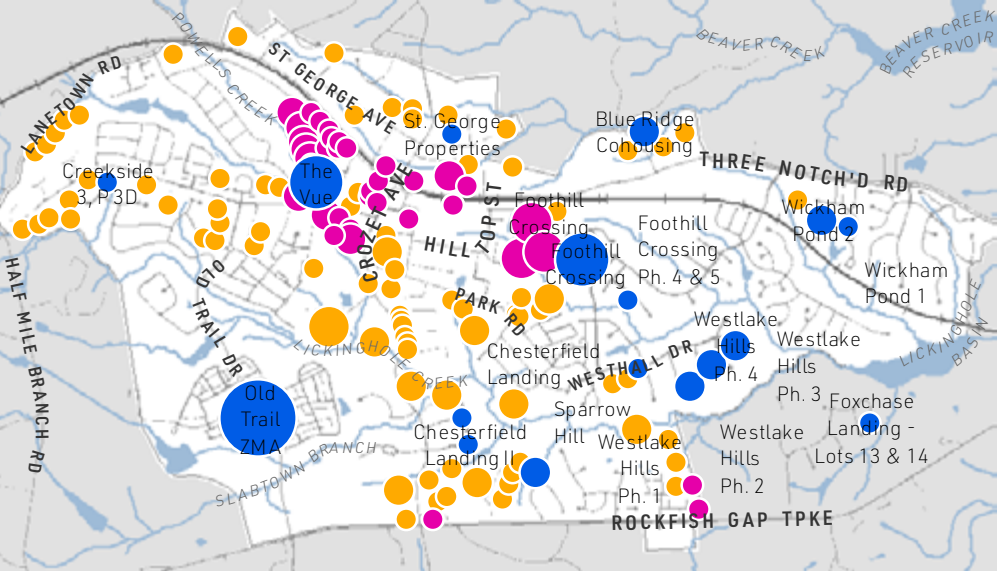 POWELLS CREEK
BEAVER CREEK
BEAVER CREEK
RESERVOIR
LANETOWN RD
ST GEORGE AVE
St. George
Properties
Blue Ridge
Cohousing
THREE NOTCH'D RD
Creekside
3, P 3D
The
Vue
CROZET AVE
TOP ST
HILL
Foothill
Crossing
Foothill
Crossing
Foothill
Crossing
Ph. 4 & 5
Wickham
Pond 2
Wickham
Pond 1
HALF MILE BRANCH RD
OLD
TRAIL DR
PARK RD
LICKINGHOLE CREEK
LICKINGHOLE
BASIN
Chesterfield
Landing
WESTHALL DR
Westlake
Hills
Ph. 4
Westlake
Hills
Ph. 3
Old
Trail
ZMA
Sparrow
Hill
Foxchase
Landing -
Lots 13 & 14
Chesterfield
Landing II
Westlake
Hills,
Ph. 1
Westlake
Hills
Ph. 2
SLABTOWN BRANCH
ROCKFISH GAP TPKE